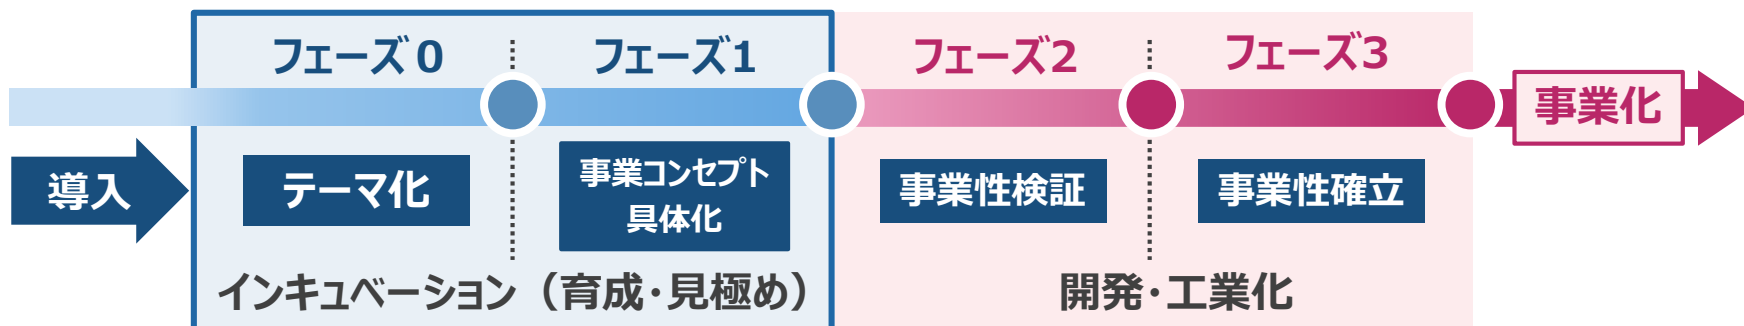 フェーズ0
フェーズ1
フェーズ2
フェーズ3
事業化
導入
テーマ化
事業コンセプト
具体化
事業性検証
事業性確立
インキュベーション（育成・見極め）
開発・工業化